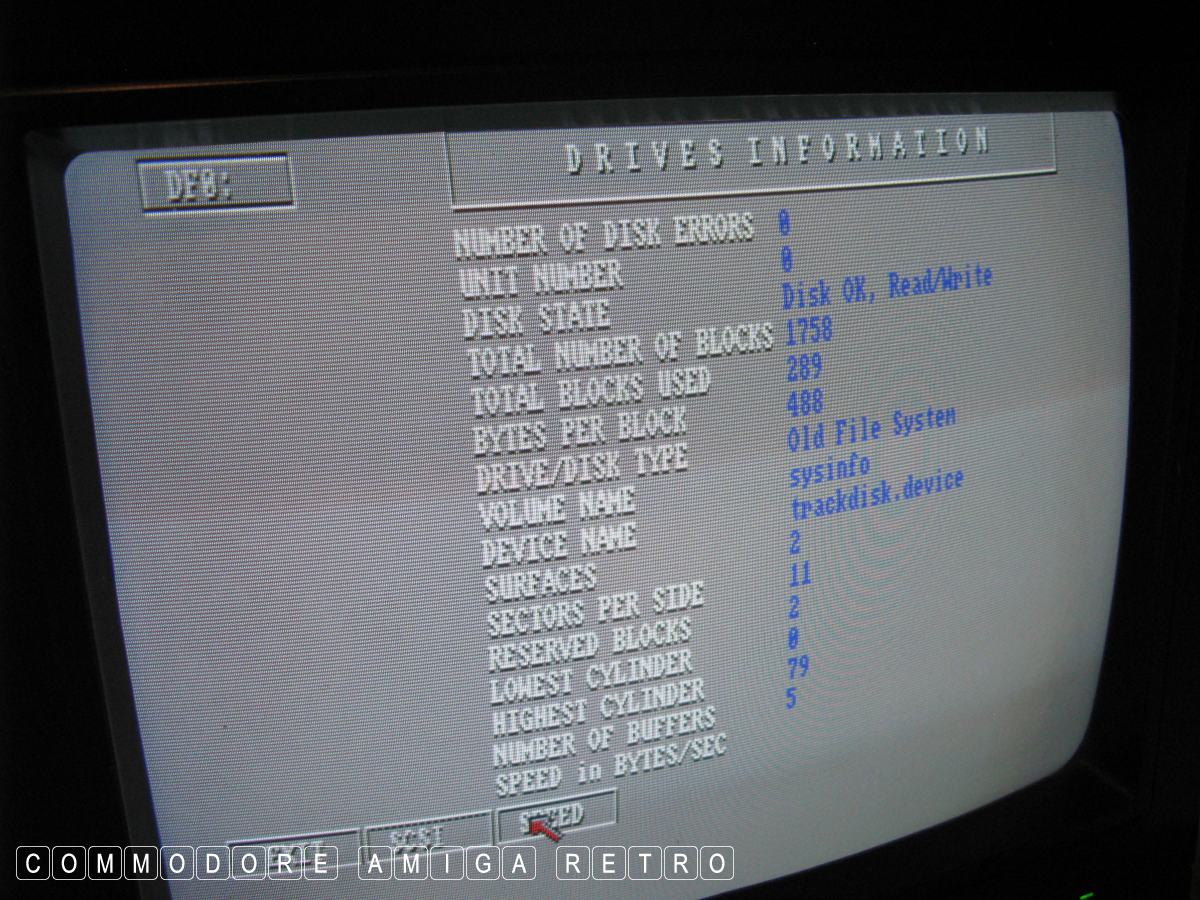 DF0:
DRIVES INFORMATION
NUMBER OF DISK ERRORS 0
UNIT NUMBER 0
DISK STATE Disk OK, Read/Write
TOTAL NUMBER OF BLOCKS 1758
TOTAL BLOCKS USED 289
BYTES PER BLOCK 488
DRIVE/DISK TYPE Old File System
VOLUME NAME sysinfo
DEVICE NAME trackdisk.device
SURFACES 2
SECTORS PER SIDE 11
RESERVED BLOCKS 2
LOWEST CYLINDER 0
HIGHEST CYLINDER 79
NUMBER OF BUFFERS 5
SPEED in BYTES/SEC
SCSI SPEED
COMMODORE AMIGA RETRO